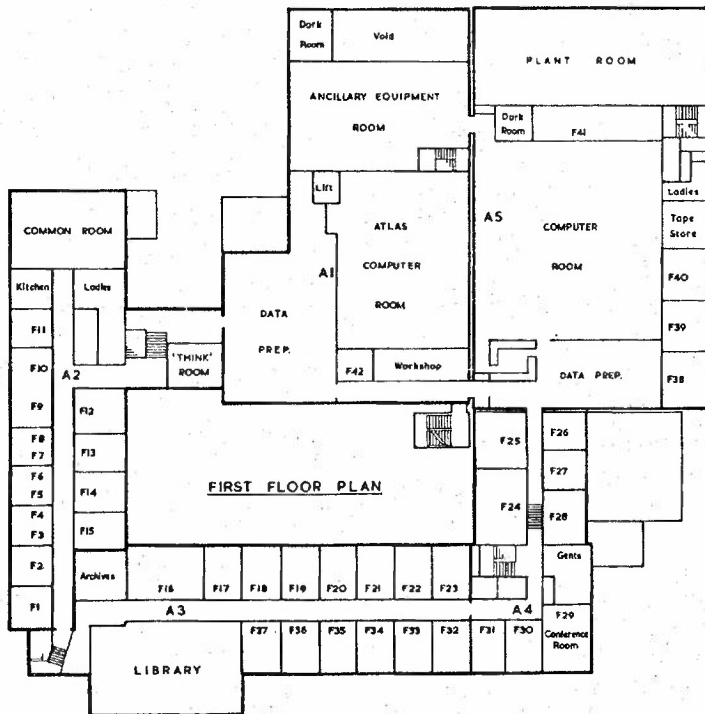 Dark
Room
Void
PLANT ROOM
ANCILLARY EQUIPMENT
ROOM
Dark
Room
F41
Lift
Ladies
Tape
Store
COMMON ROOM
ATLAS
COMPUTER
ROOM
A1
A5
COMPUTER
ROOM
Kitchen
Ladies
F40
F11
DATA
PREP.
F39
'THINK'
ROOM
F10
A2
F42
Workshop
DATA PREP.
F38
F9
F12
F8
F7
F13
F25
F26
F27
F6
F5
F14
FIRST FLOOR PLAN
F24
F28
F4
F3
F15
F2
Archives
F16
F17
F18
F19
F20
F21
F22
F23
Gents
F1
A3
A4
F29
Conference
Room
F37
F36
F35
F34
F33
F32
F31
F30
LIBRARY